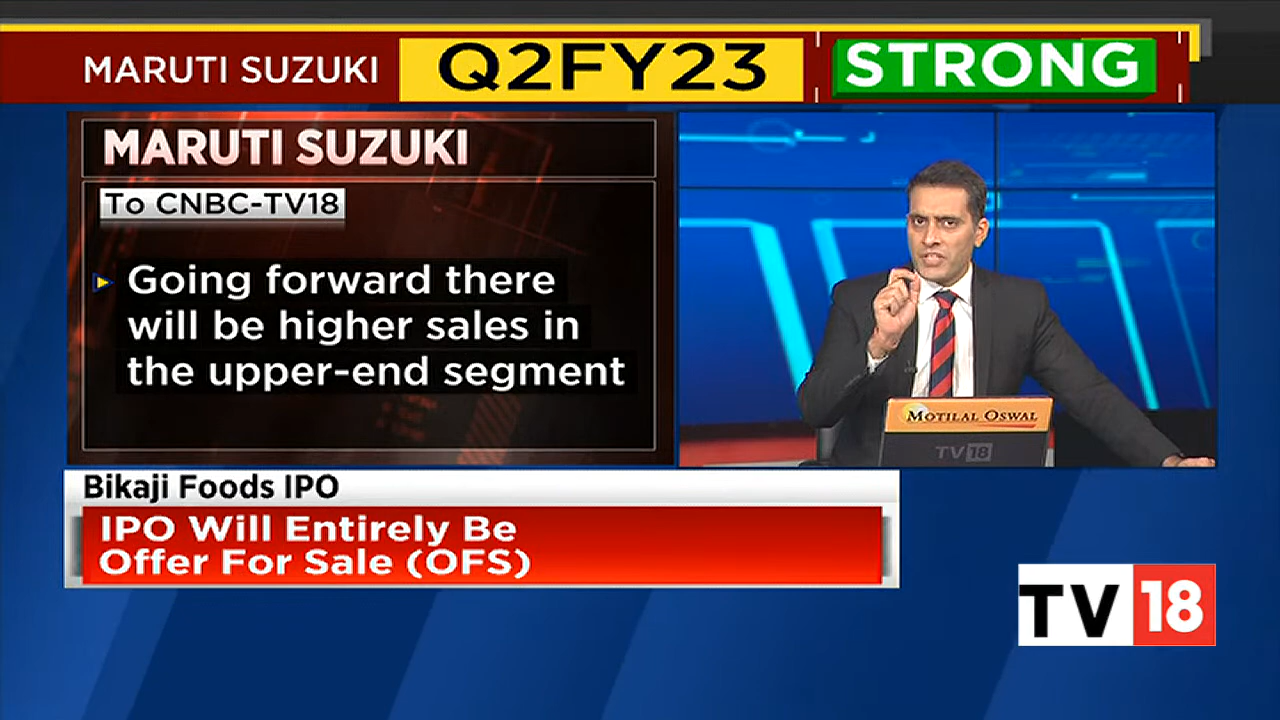 MARUTI SUZUKI
Q2FY23
STRONG
MARUTI SUZUKI
To CNBC-TV18
Going forward there
will be higher sales in
the upper-end segment
MOTILAL OSWAL
TV18
Bikaji Foods IPO
IPO Will Entirely Be
Offer For Sale (OFS)
TV18